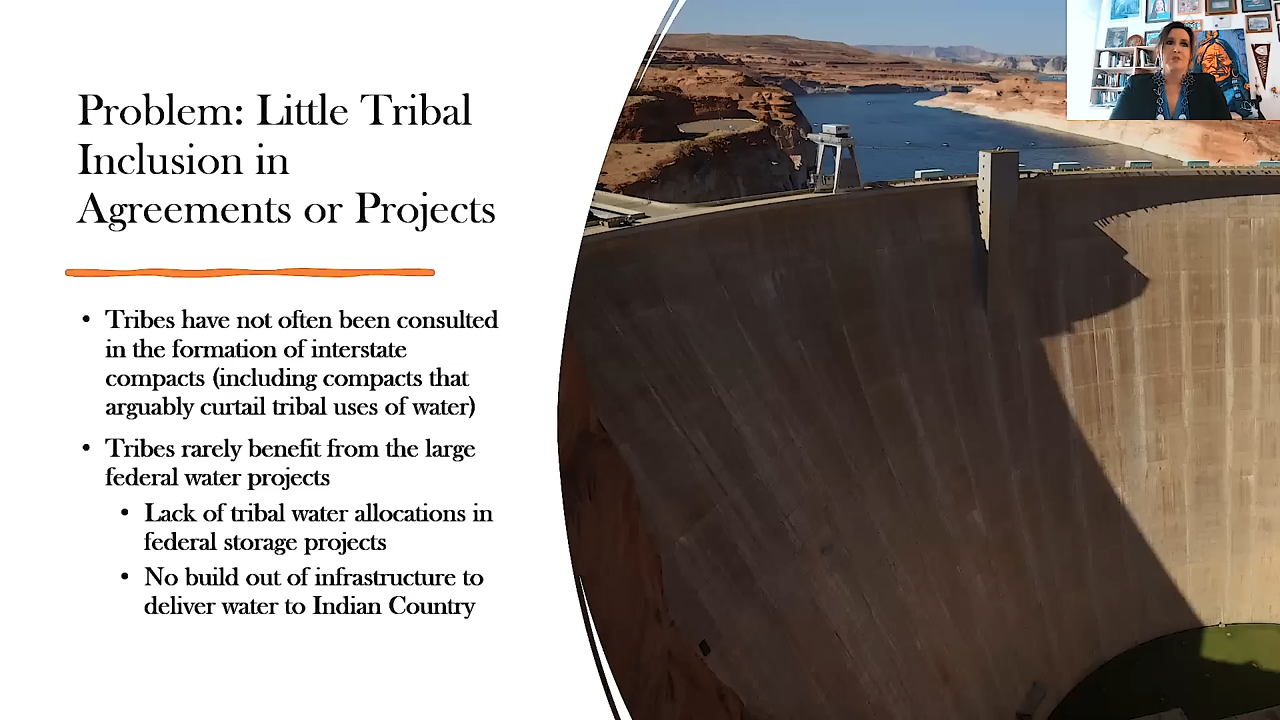 Problem: Little Tribal
Inclusion in
Agreements or Projects
• Tribes have not often been consulted
in the formation of interstate
compacts (including compacts that
arguably curtail tribal uses of water)
• Tribes rarely benefit from the large
federal water projects
• Lack of tribal water allocations in
federal storage projects
• No build out of infrastructure to
deliver water to Indian Country